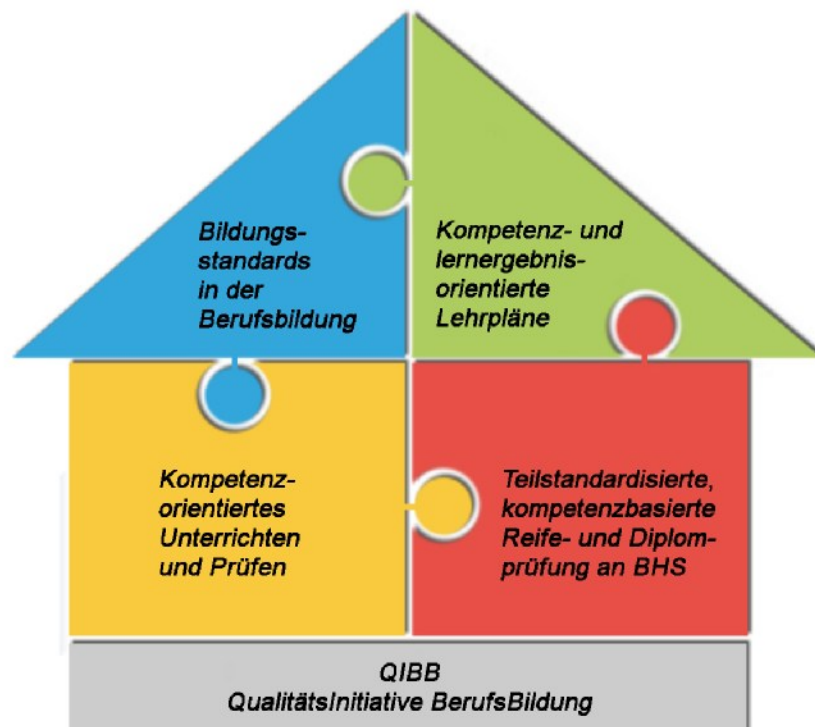 Bildungs-
standards
in der
Berufsbildung
Kompetenz- und
lernergebnis-
orientierte
Lehrpläne
Kompetenz-
orientiertes
Unterrichten
und Prüfen
Teilstandardisierte,
kompetenzbasierte
Reife- und Diplom-
prüfung an BHS
QIBB
QualitätsInitiative BerufsBildung